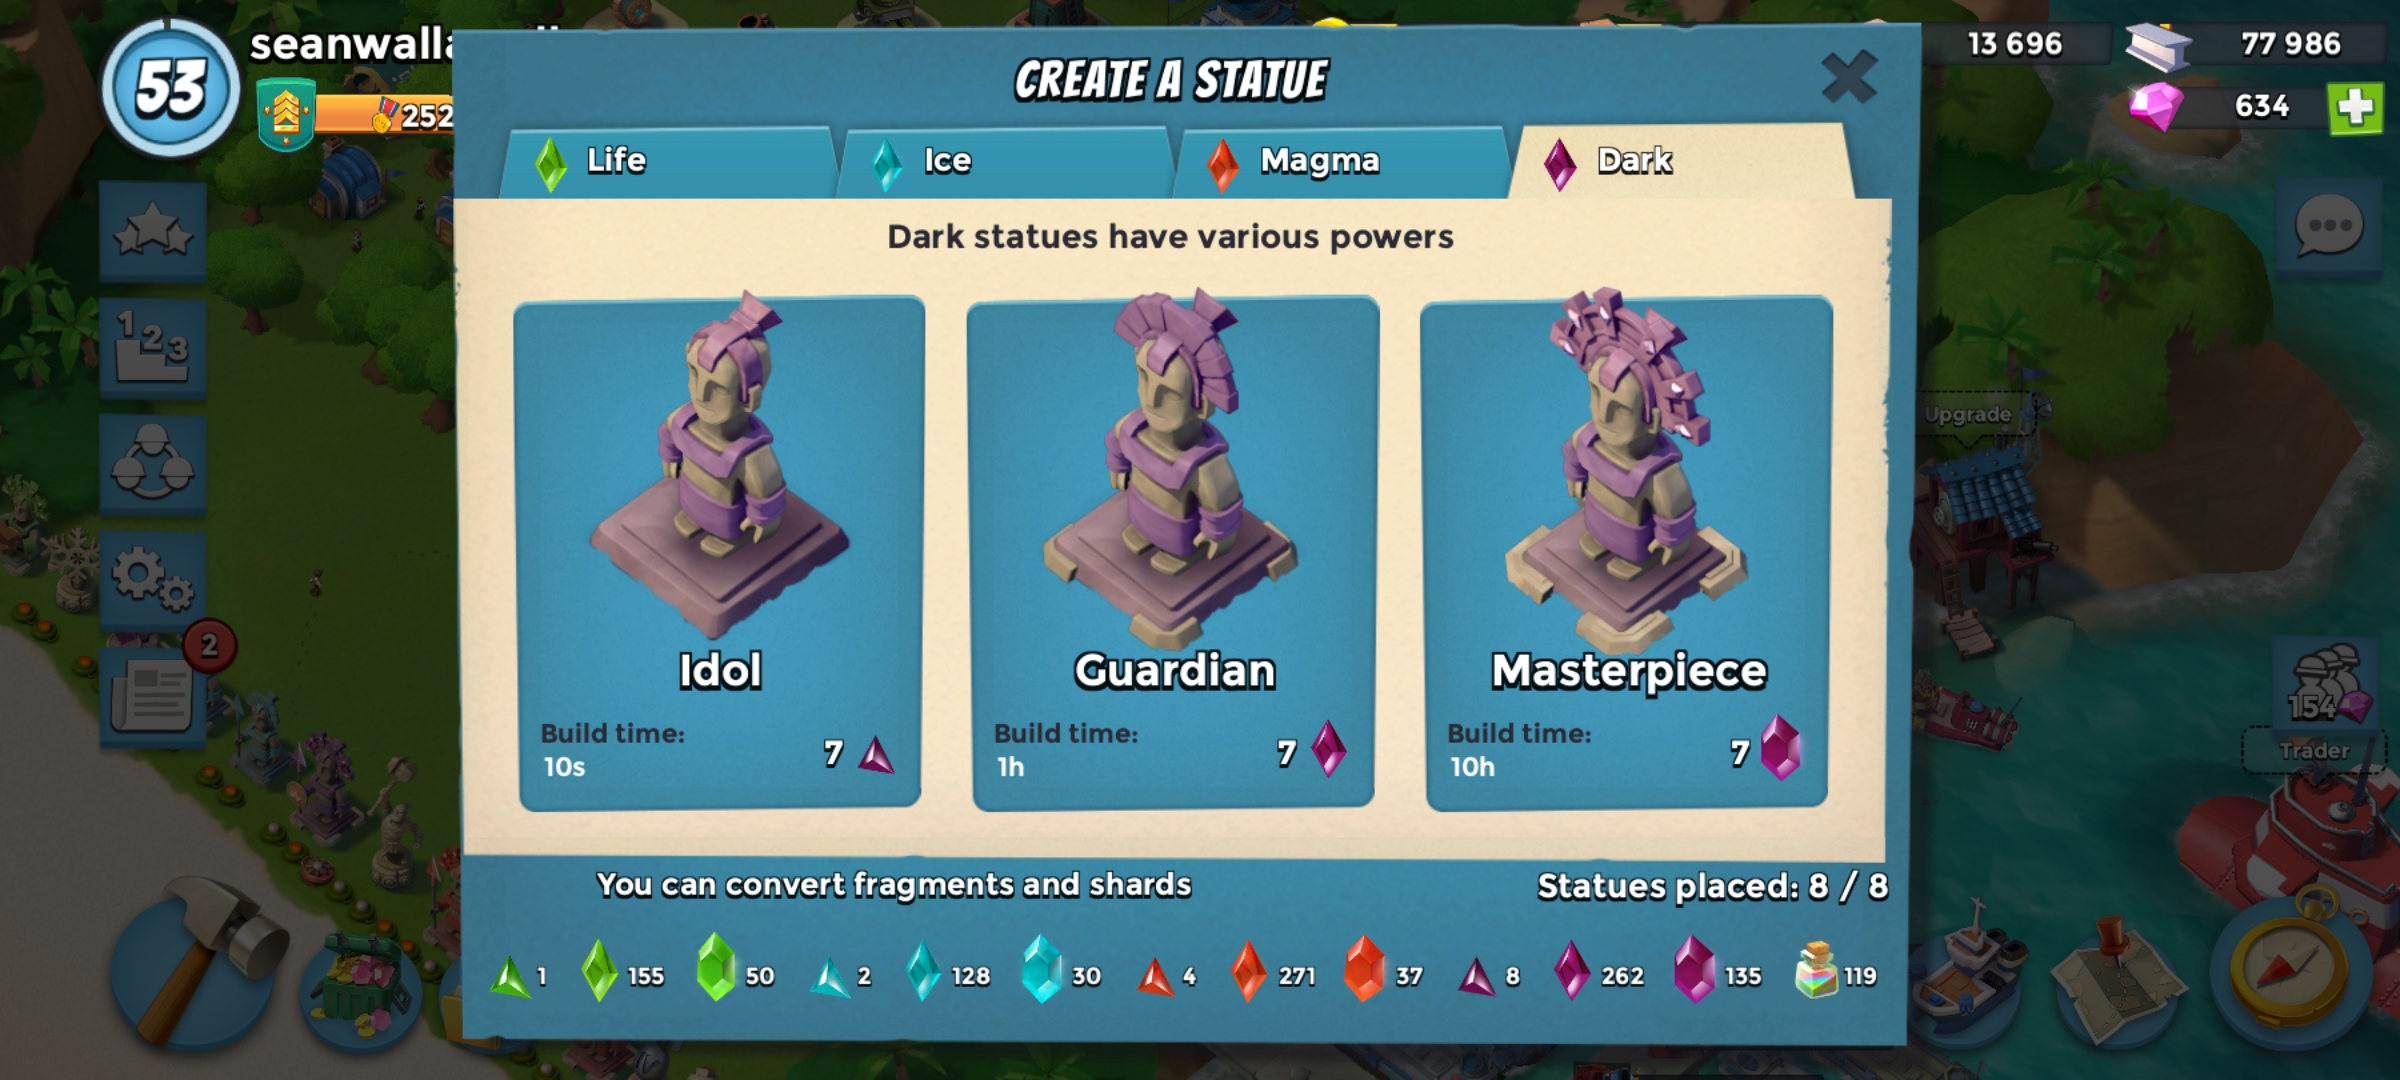 53
252
13 696
77 986
634
CREATE A STATUE
Life
Ice
Magma
Dark
Dark statues have various powers
1 2 3
2
Idol
Build time:
10s
7
Guardian
Build time:
1h
7
Masterpiece
Build time:
10h
7
Upgrade
154
Trader
You can convert fragments and shards
Statues placed: 8 / 8
1
155
50
2
128
30
4
271
37
8
262
135
119